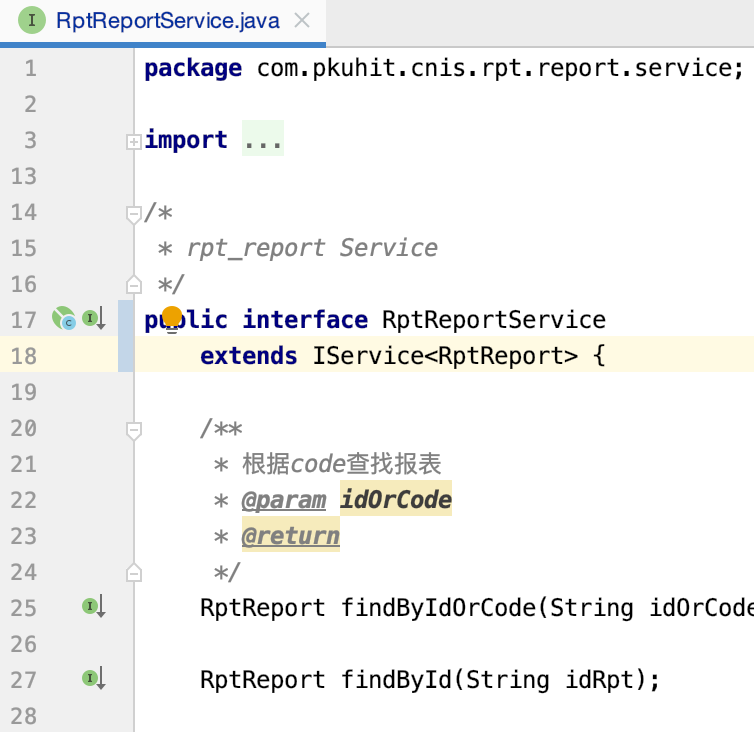 I RptReportService.java
1 package com.pkuhit.cnis.rpt.report.service;
2
3 import ...
13
14 /*
15 * rpt_report Service
16 */
17 public interface RptReportService
18 extends IService<RptReport> {
19
20 /**
21 * 根据code查找报表
22 * @param idOrCode
23 * @return
24 */
25 RptReport findByIdOrCode(String idOrCode
26
27 RptReport findById(String idRpt);
28